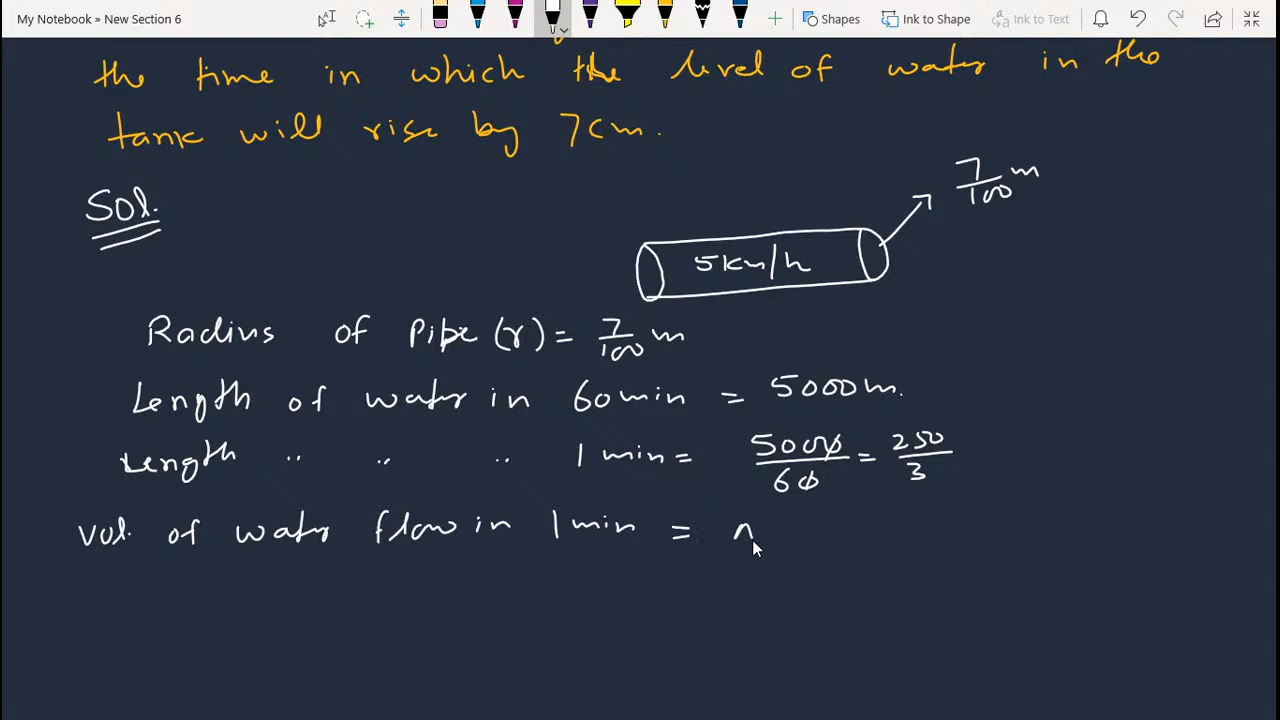 My Notebook » New Section 6
Shapes Ink to Shape Ink to Text
the time in which the level of water in the
tank will rise by 7cm.
Sol.
7/100 m
5km/h
Radius of Pipe (r) = 7/100 m
Length of water in 60min = 5000m.
Length " " " 1 min = 5000/60 = 250/3
Vol. of water flow in 1min =